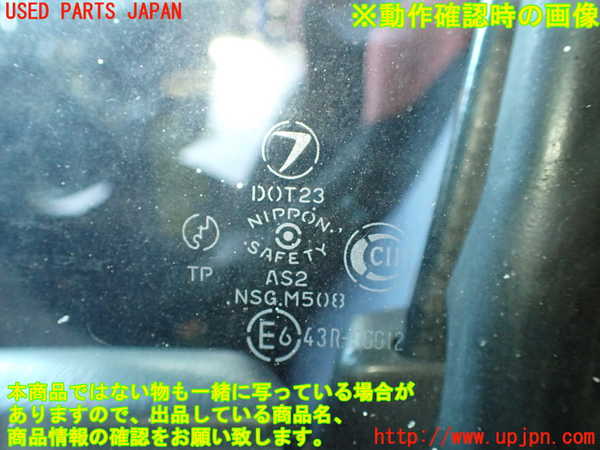 USED PARTS JAPAN
※動作確認時の画像
フ
DOT23
NIPPON
SAFETY
TP
AS2
NSG.M508
E6 43R-
本商品ではない物も一緒に写っている場合が
ありますので、出品している商品名、
商品情報の確認をお願い致します。
http://www.upjpn.com/